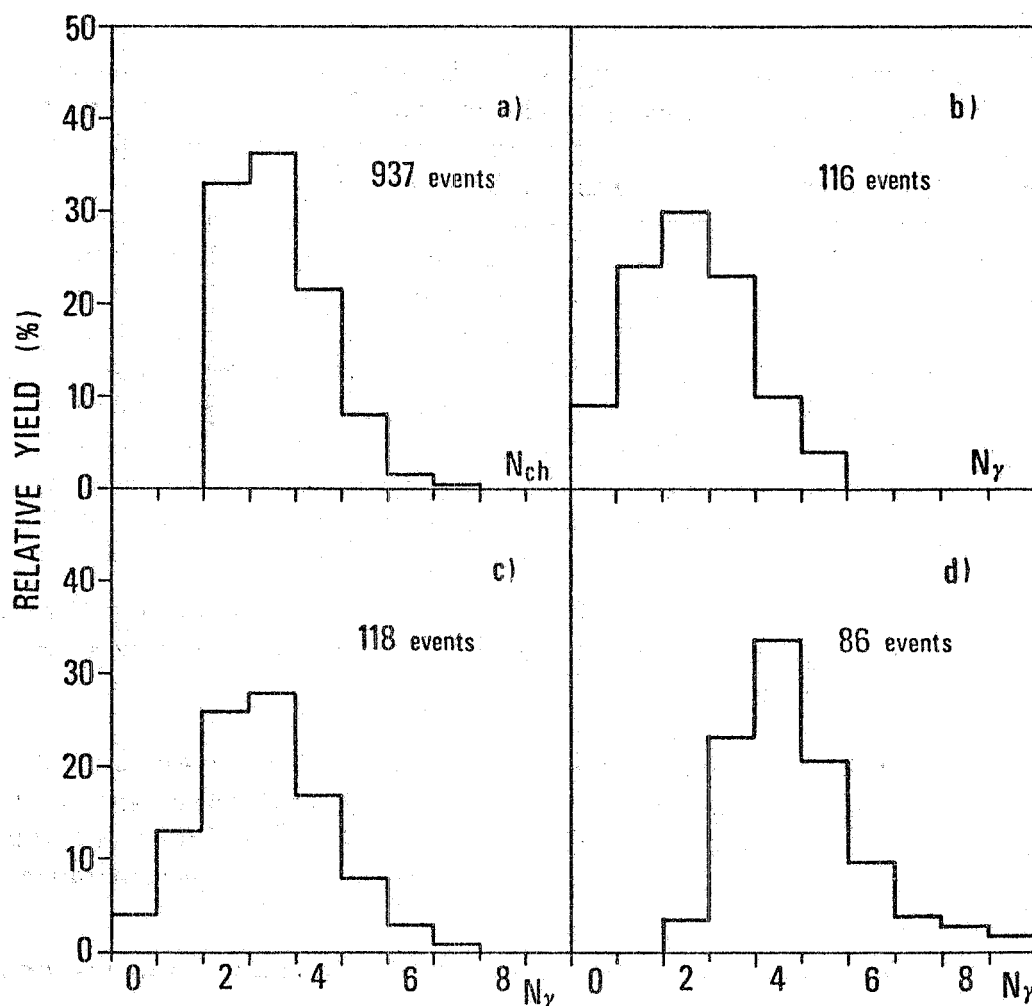 RELATIVE YIELD (%)
50
40
30
20
10
0
a)
937 events
N_ch
b)
116 events
N_γ
40
30
20
10
0
c)
118 events
0 2 4 6 8 N_γ
d)
86 events
0 2 4 6 8 N_γ